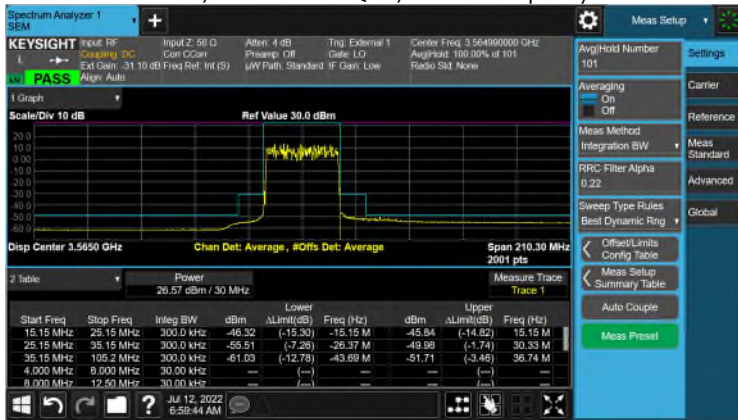 Spectrum Analyzer 1
SEM
+
Meas Setup
KEYSIGHT
Input: RF
Coupling: DC
Ext Gain: -31.10 dB
Align: Auto
Input Z: 50 Ω
Corr CCorr
Freq Ref: Int (S)
Atten: 4 dB
Preamp: Off
µW Path: Standard
Trig: External 1
Gate: LO
IF Gain: Low
Center Freq: 3.564990000 GHz
Avg|Hold: 100.00% of 101
Radio Std: None
L
PASS
1 Graph
Scale/Div 10 dB
Ref Value 30.0 dBm
20.0
10.0
0.00
-10.0
-20.0
-30.0
-40.0
-50.0
-60.0
Disp Center 3.5650 GHz
Chan Det: Average, #Offs Det: Average
Span 210.30 MHz
2001 pts
2 Table
Power
26.57 dBm / 30 MHz
Measure Trace
Trace 1
Lower Upper
Start Freq Stop Freq Integ BW dBm ΔLimit(dB) Freq (Hz) dBm ΔLimit(dB) Freq (Hz)
15.15 MHz 25.15 MHz 300.0 kHz -46.32 (-15.30) -15.15 M -45.84 (-14.82) 15.15 M
25.15 MHz 35.15 MHz 300.0 kHz -55.51 (-7.26) -26.37 M -49.98 (-1.74) 30.33 M
35.15 MHz 105.2 MHz 300.0 kHz -61.03 (-12.78) -43.69 M -51.71 (-3.46) 36.74 M
4.000 MHz 6.000 MHz 30.00 kHz --- (---) --- (---)
8.000 MHz 12.50 MHz 30.00 kHz --- (---) --- (---)
?
Jul 12, 2022
6:59:44 AM
Avg|Hold Number
101
Averaging
On
Off
Meas Method
Integration BW
RRC Filter Alpha
0.22
Sweep Type Rules
Best Dynamic Rng
Offset/Limits
Config Table
Meas Setup
Summary Table
Auto Couple
Meas Preset
Settings
Carrier
Reference
Meas
Standard
Advanced
Global